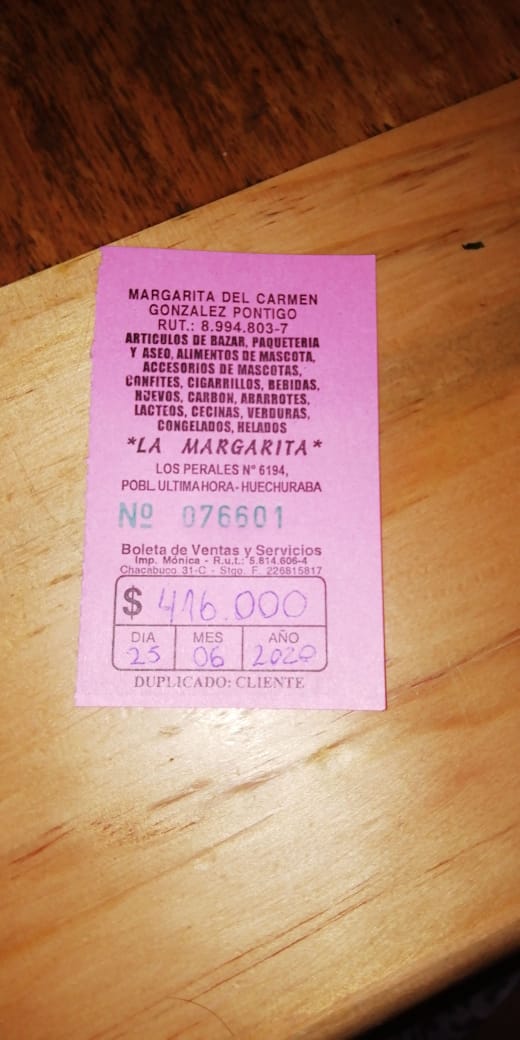 MARGARITA DEL CARMEN
GONZALEZ PONTIGO
RUT.: 8.994.803-7
ARTICULOS DE BAZAR, PAQUETERIA
Y ASEO, ALIMENTOS DE MASCOTA,
ACCESORIOS DE MASCOTAS,
CONFITES, CIGARRILLOS, BEBIDAS,
HUEVOS, CARBON, ABARROTES,
LACTEOS, CECINAS, VERDURAS,
CONGELADOS, HELADOS
*LA MARGARITA*
LOS PERALES Nº 6194,
POBL. ULTIMA HORA - HUECHURABA
Nº 076601
Boleta de Ventas y Servicios
Imp. Mónica - R.u.t.: 5.814.606-4
Chacabuco 31-C - Stgo. F. 226815817
$ 416.000
DIA MES AÑO
25 06 2020
DUPLICADO: CLIENTE